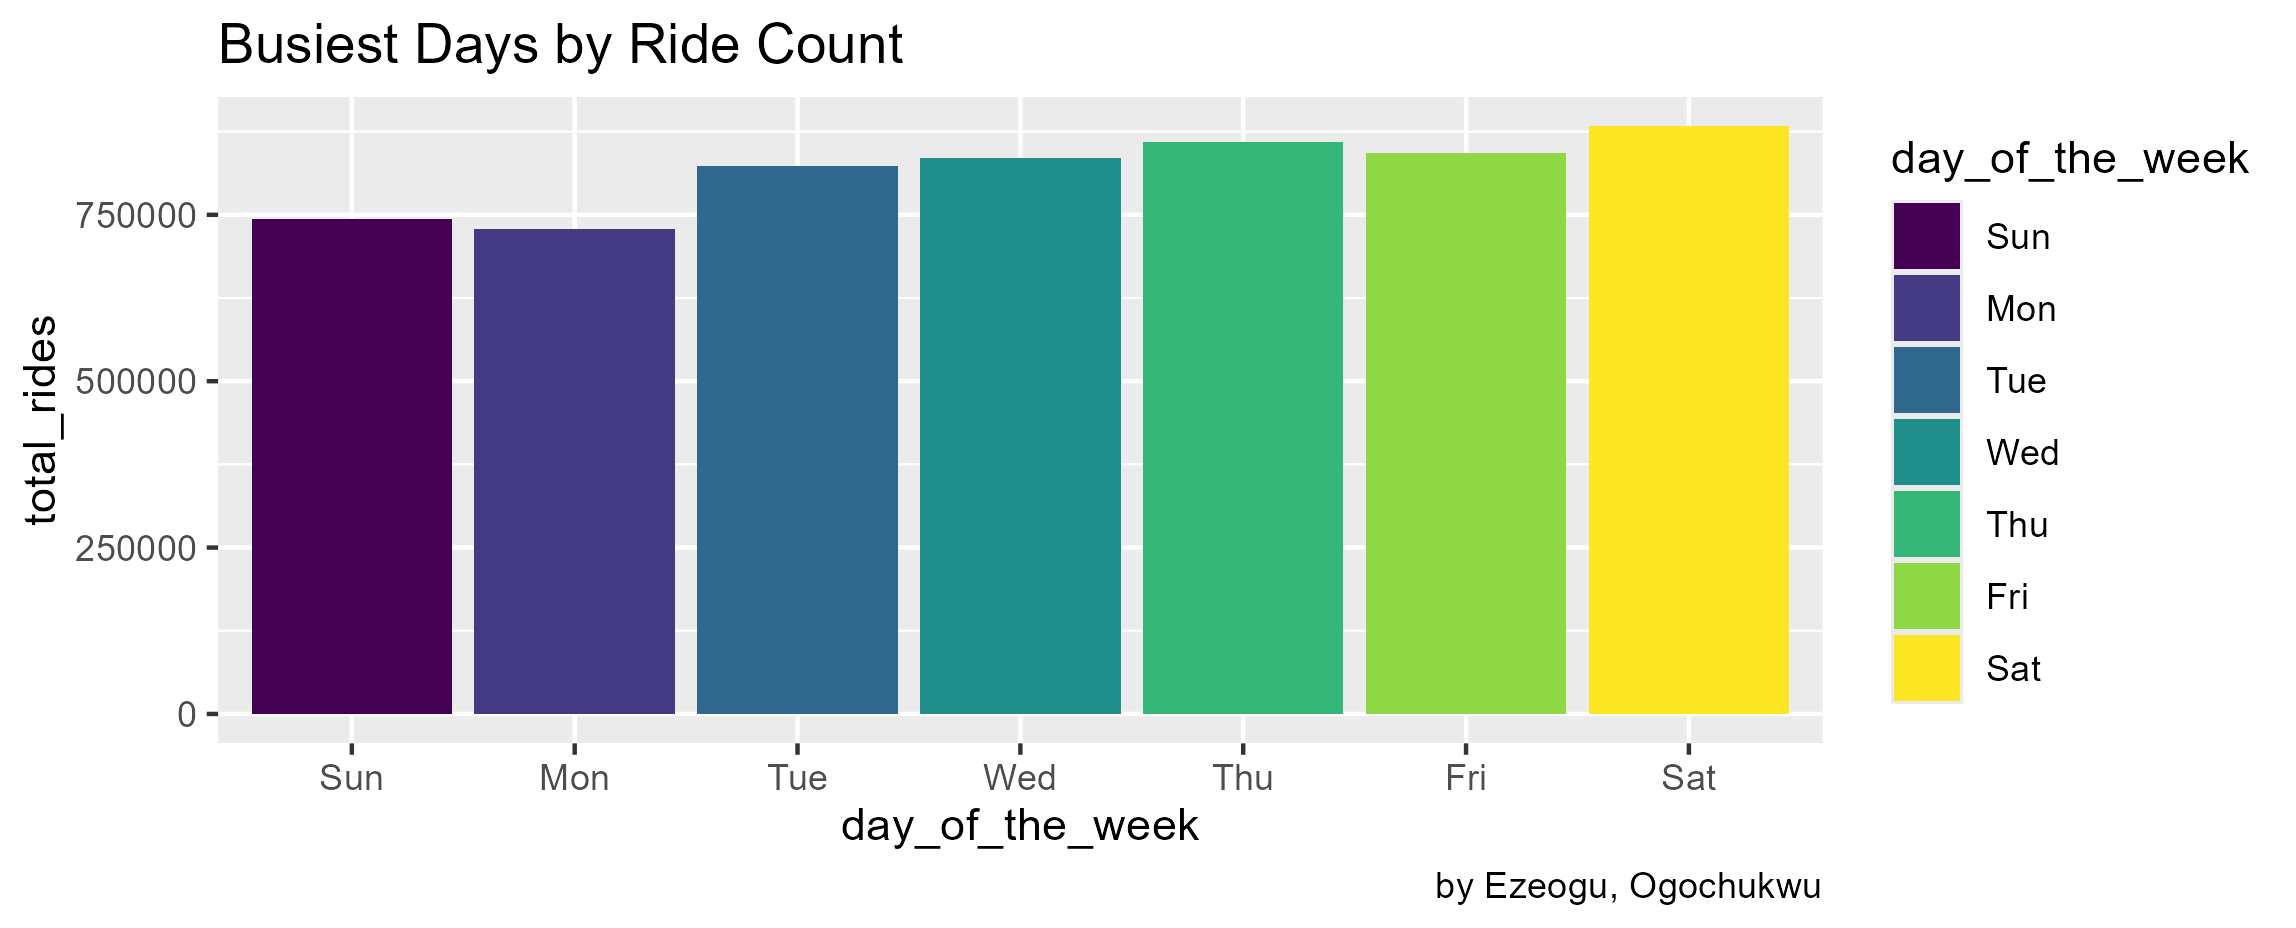 Busiest Days by Ride Count
total_rides
750000
500000
250000
0
Sun Mon Tue Wed Thu Fri Sat
day_of_the_week
day_of_the_week
Sun
Mon
Tue
Wed
Thu
Fri
Sat
by Ezeogu, Ogochukwu